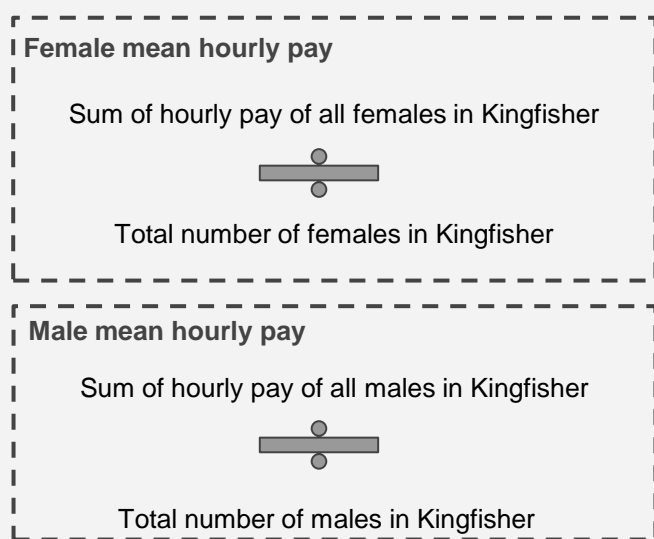 Female mean hourly pay
Sum of hourly pay of all females in Kingfisher
Total number of females in Kingfisher
Male mean hourly pay
Sum of hourly pay of all males in Kingfisher
Total number of males in Kingfisher